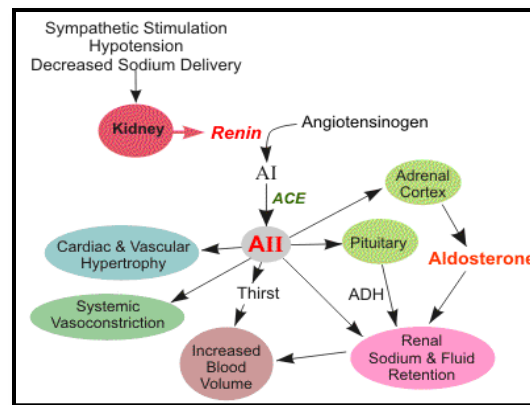 Sympathetic Stimulation
Hypotension
Decreased Sodium Delivery
Kidney
Renin
Angiotensinogen
AI
ACE
Adrenal
Cortex
AII
Pituitary
Cardiac & Vascular
Hypertrophy
Aldosterone
Thirst
ADH
Systemic
Vasoconstriction
Increased
Blood
Volume
Renal
Sodium & Fluid
Retention